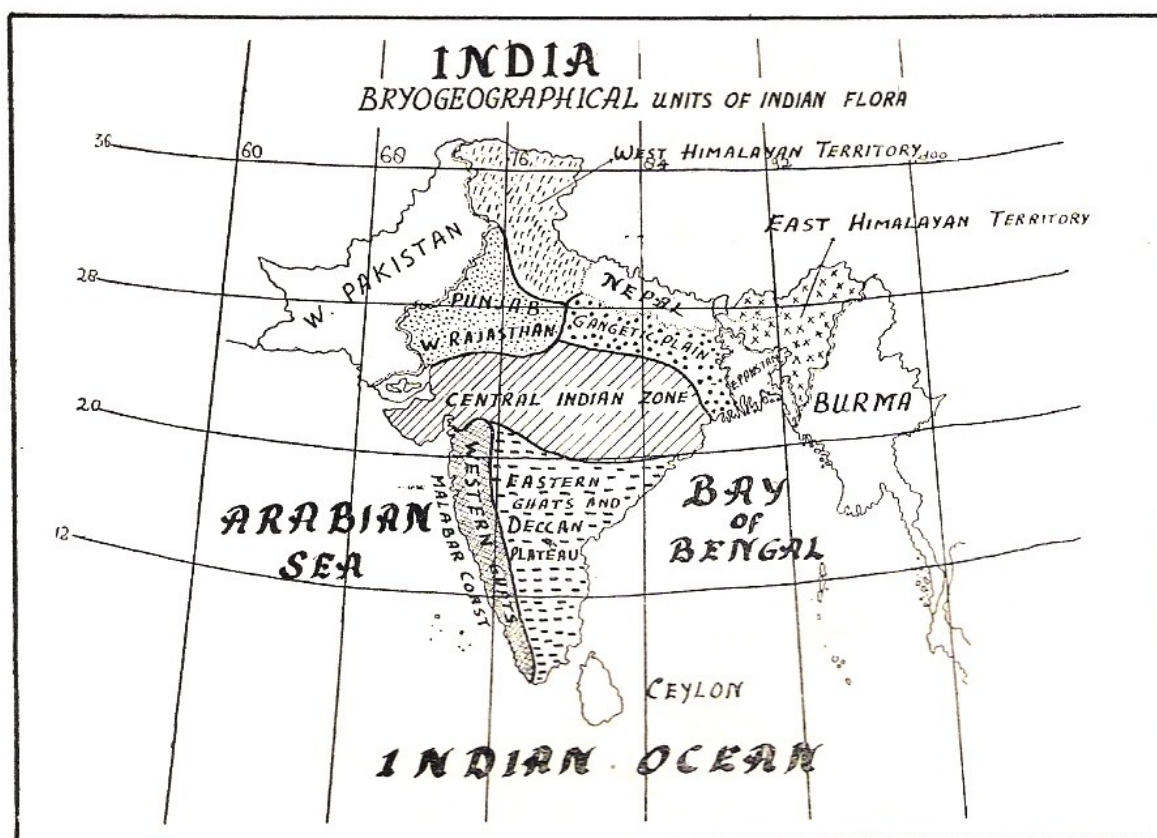 INDIA
BRYOGEOGRAPHICAL UNITS OF INDIAN FLORA
36
60
68
76
WEST HIMALAYAN TERRITORY
84
92
100
EAST HIMALAYAN TERRITORY
W. PAKISTAN
28
NEPAL
PUNJAB
W. RAJASTHAN
GANGETIC PLAIN
E. PAKISTAN
CENTRAL INDIAN ZONE
BURMA
20
WESTERN GHATS
MALABAR COAST
EASTERN
GHATS AND
DECCAN
PLATEAU
BAY
OF
BENGAL
ARABIAN
SEA
12
CEYLON
INDIAN OCEAN